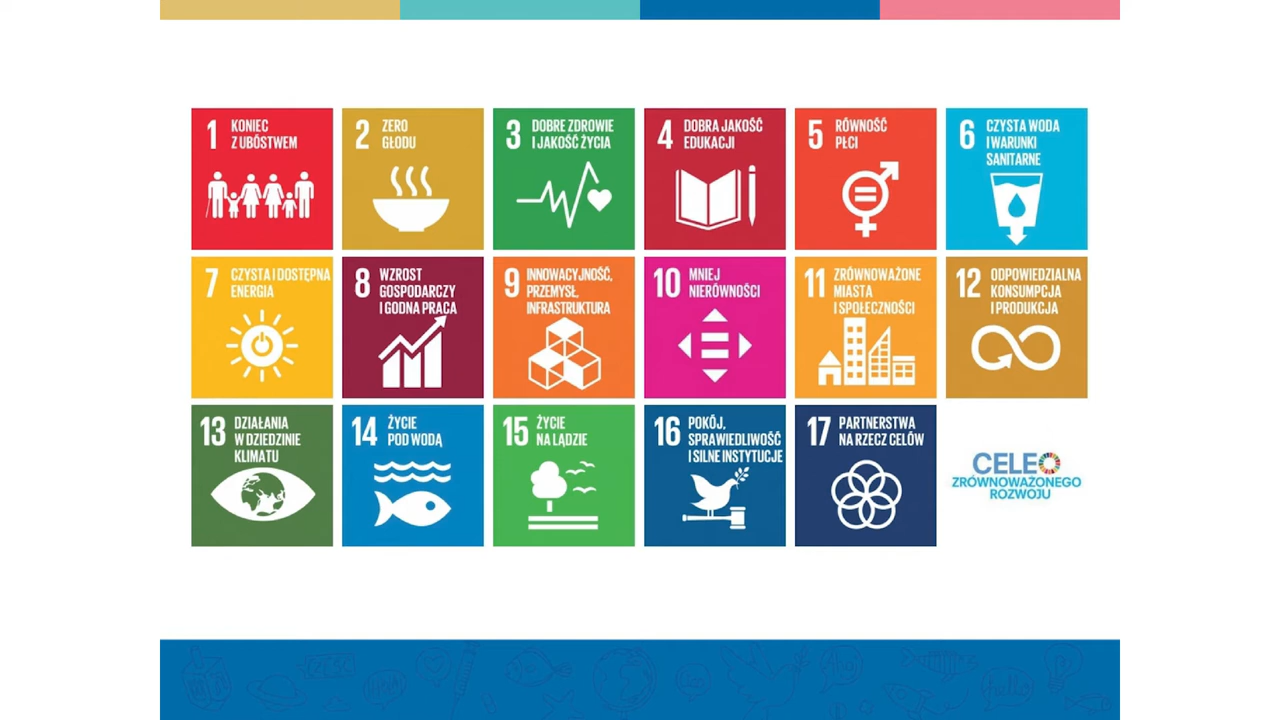 1 KONIEC
Z UBÓSTWEM
2 ZERO
GŁODU
3 DOBRE ZDROWIE
I JAKOŚĆ ŻYCIA
4 DOBRA JAKOŚĆ
EDUKACJI
5 RÓWNOŚĆ
PŁCI
6 CZYSTA WODA
I WARUNKI
SANITARNE
7 CZYSTA I DOSTĘPNA
ENERGIA
8 WZROST
GOSPODARCZY
I GODNA PRACA
9 INNOWACYJNOŚĆ,
PRZEMYSŁ,
INFRASTRUKTURA
10 MNIEJ
NIERÓWNOŚCI
11 ZRÓWNOWAŻONE
MIASTA
I SPOŁECZNOŚCI
12 ODPOWIEDZIALNA
KONSUMPCJA
I PRODUKCJA
13 DZIAŁANIA
W DZIEDZINIE
KLIMATU
14 ŻYCIE
POD WODĄ
15 ŻYCIE
NA LĄDZIE
16 POKÓJ,
SPRAWIEDLIWOŚĆ
I SILNE INSTYTUCJE
17 PARTNERSTWA
NA RZECZ CELÓW
CELE
ZRÓWNOWAŻONEGO
ROZWOJU
hello